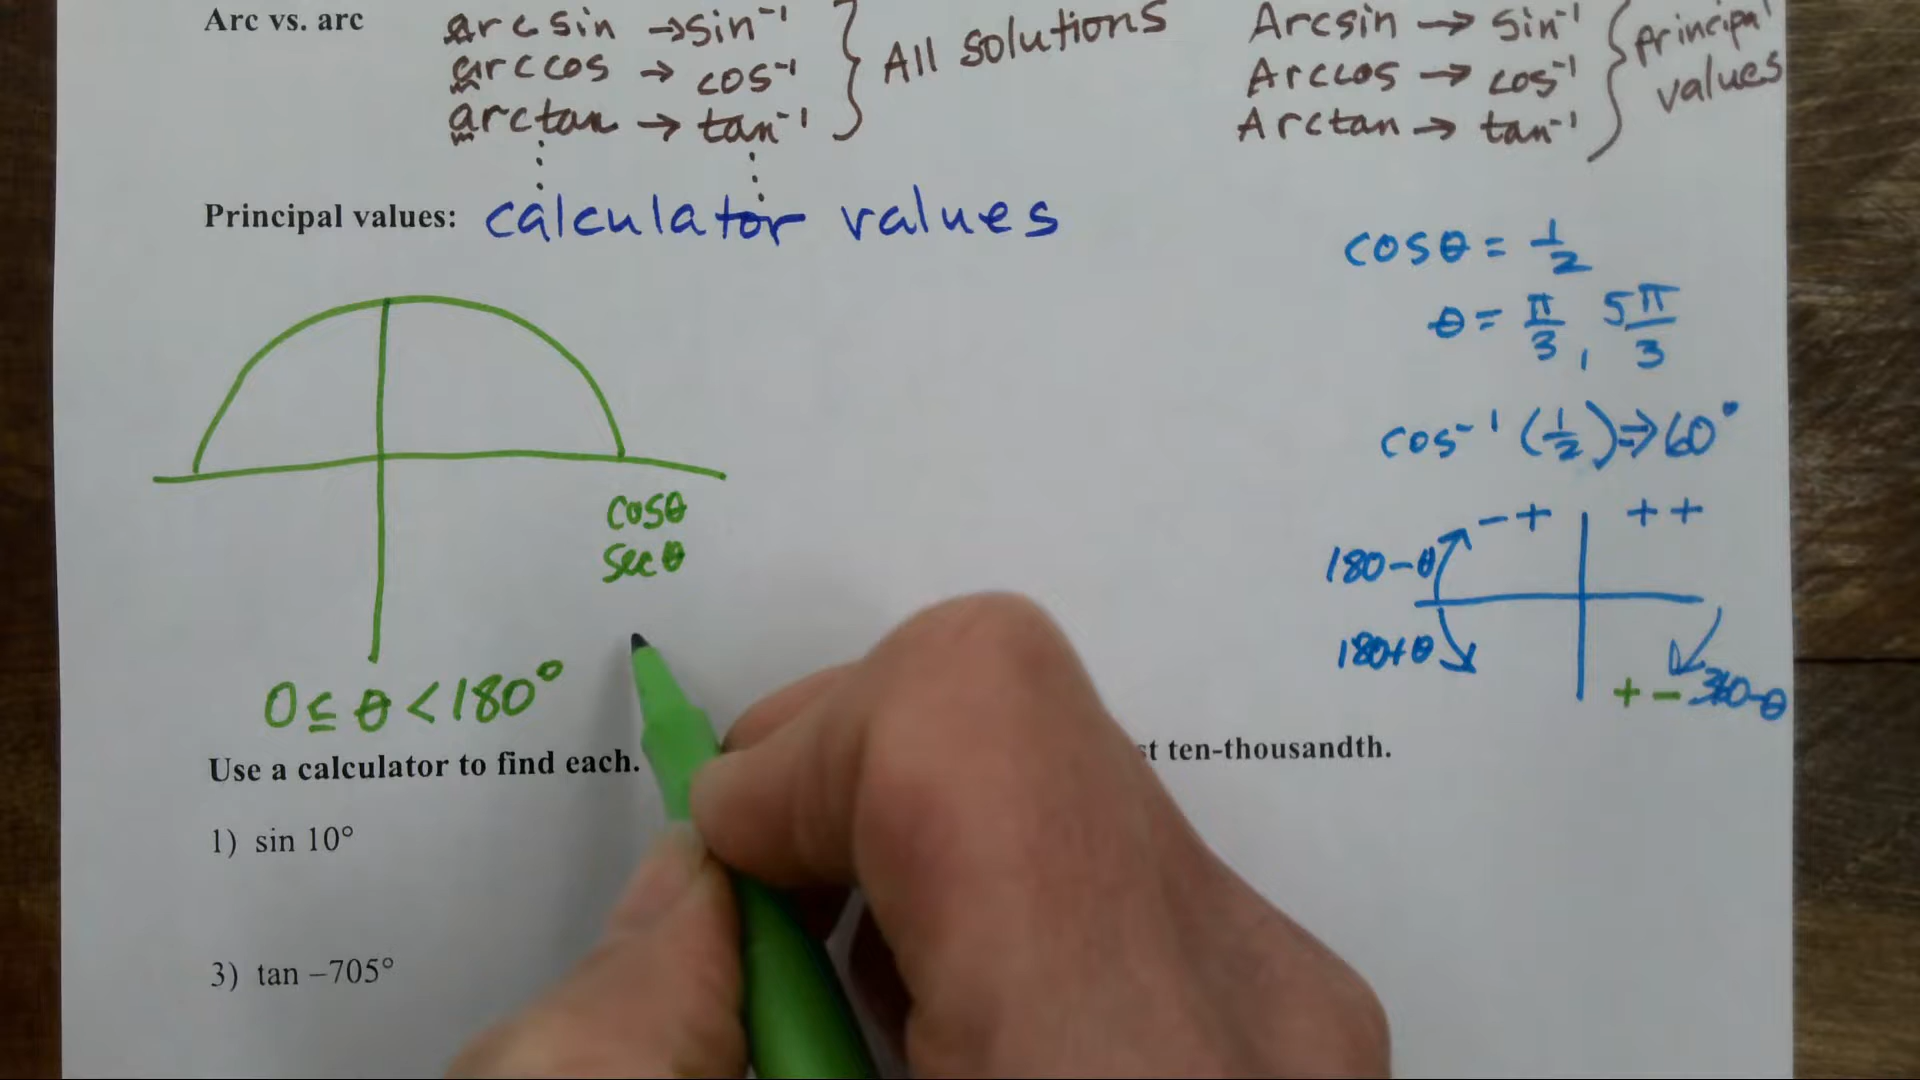 Arc vs. arc
arcsin → sin⁻¹
arccos → cos⁻¹
arctan → tan⁻¹
All solutions
Arcsin → sin⁻¹
Arccos → cos⁻¹
Arctan → tan⁻¹
principal
values
Principal values: calculator values
cosθ = 1/2
θ = π/3, 5π/3
cos⁻¹(1/2) ⇒ 60°
cosθ
secθ
0 ≤ θ < 180°
- + + +
180-θ
180+θ
+ - 360-θ
Use a calculator to find each. ten-thousandth.
1) sin 10°
3) tan −705°